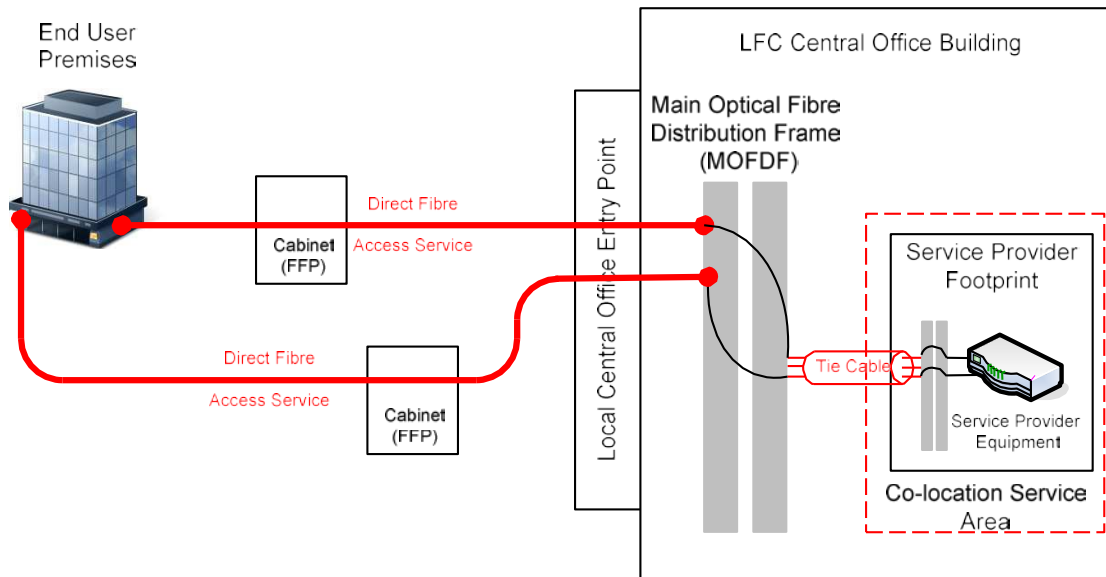 End User
Premises
LFC Central Office Building
Main Optical Fibre
Distribution Frame
(MOFDF)
Local Central Office Entry Point
Direct Fibre
Access Service
Cabinet
(FFP)
Direct Fibre
Access Service
Cabinet
(FFP)
Tie Cable
Service Provider
Footprint
Service Provider
Equipment
Co-location Service
Area